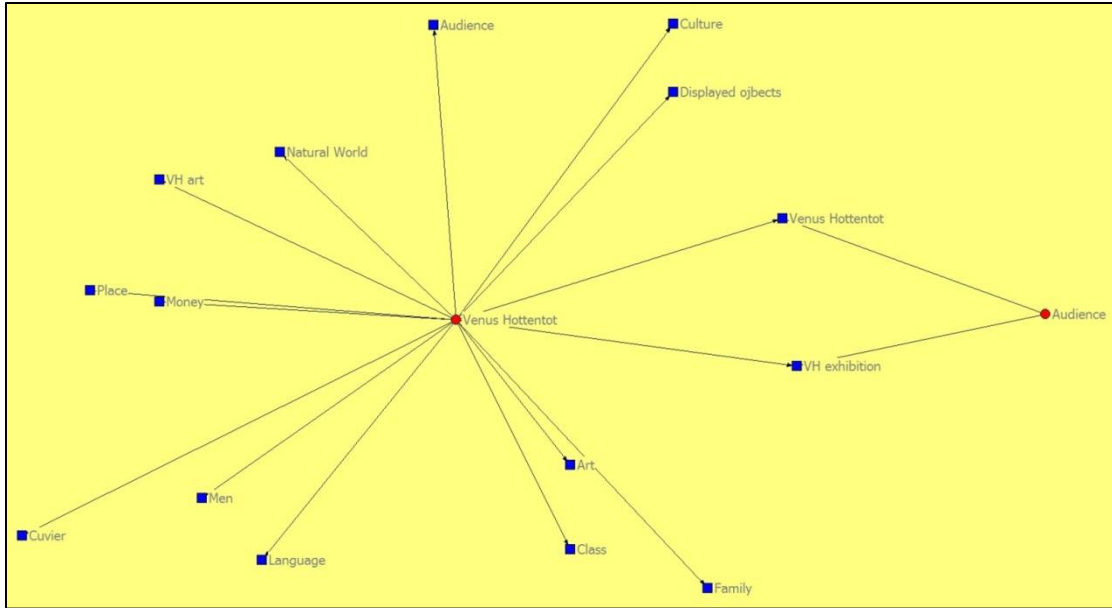 Audience
Culture
Displayed ojbects
Natural World
VH art
Venus Hottentot
Place
Money
Venus Hottentot
Audience
VH exhibition
Art
Men
Cuvier
Language
Class
Family